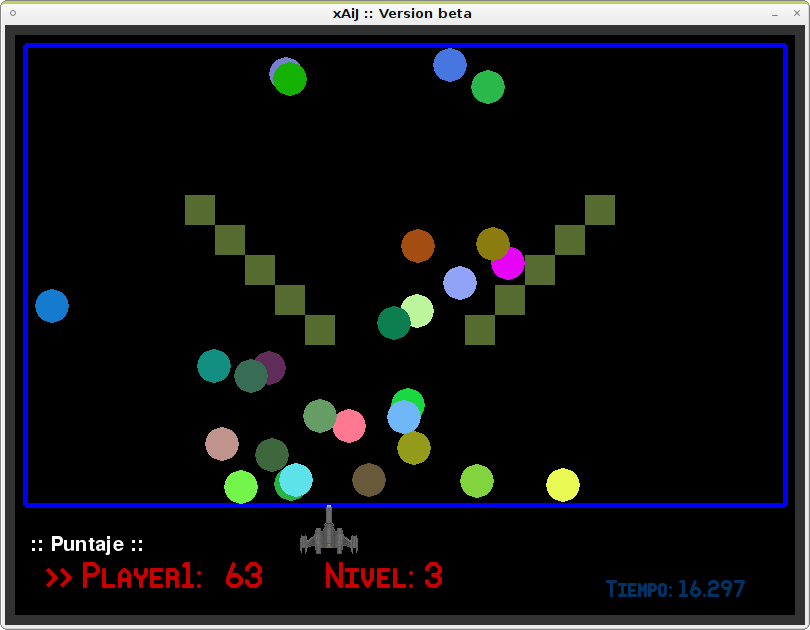 xAiJ :: Version beta
:: Puntaje ::
>> Player1: 63 Nivel: 3
Tiempo: 16.297